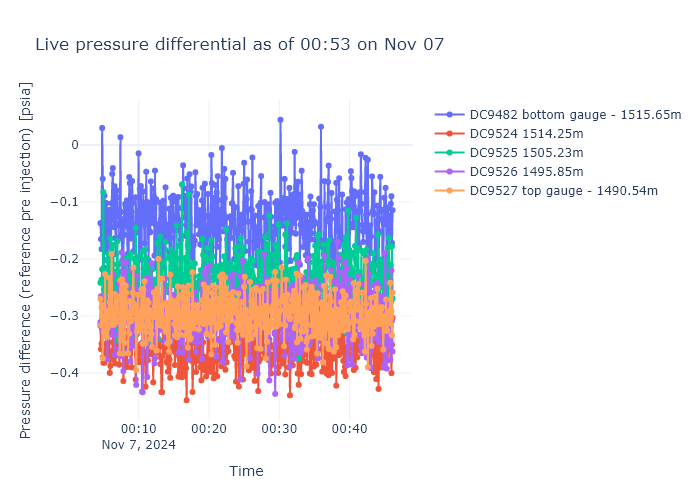 Live pressure differential as of 00:53 on Nov 07
Pressure difference (reference pre injection) [psia]
0
−0.1
−0.2
−0.3
−0.4
00:10
00:20
00:30
00:40
Nov 7, 2024
Time
DC9482 bottom gauge - 1515.65m
DC9524 1514.25m
DC9525 1505.23m
DC9526 1495.85m
DC9527 top gauge - 1490.54m